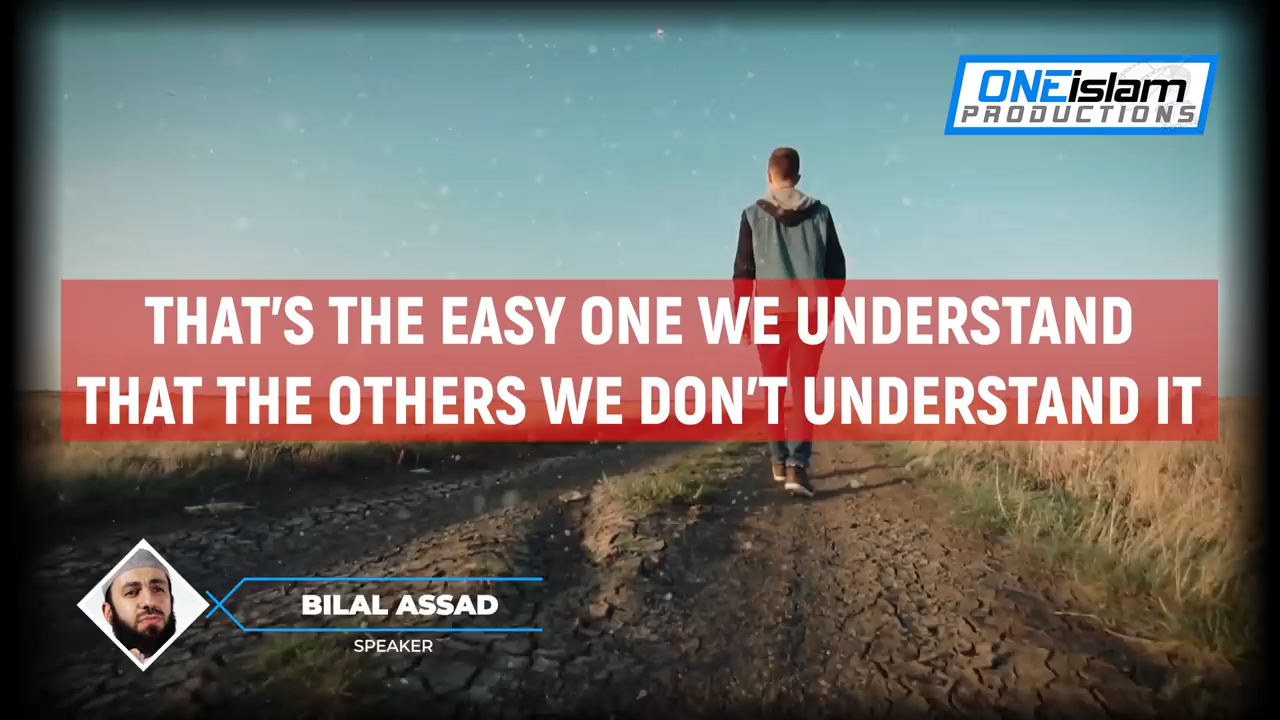 ONEislam
PRODUCTIONS
THAT'S THE EASY ONE WE UNDERSTAND
THAT THE OTHERS WE DON'T UNDERSTAND IT
BILAL ASSAD
SPEAKER